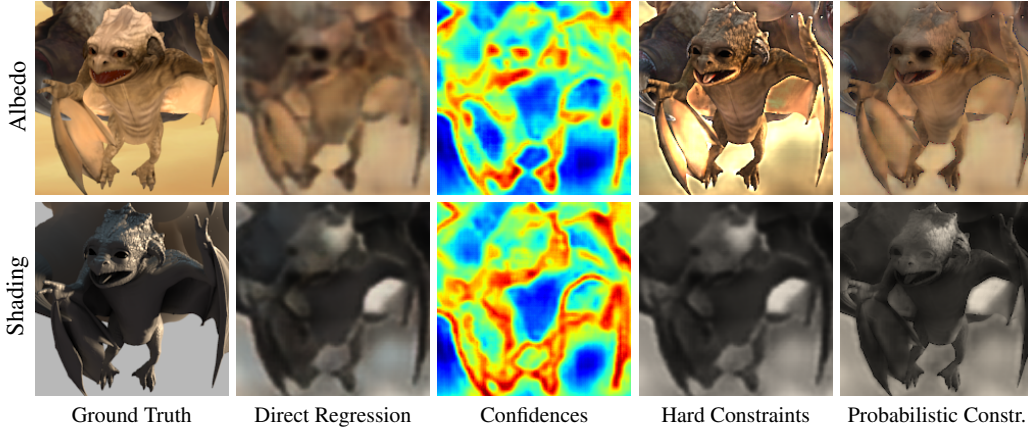 Albedo
Shading
Ground Truth
Direct Regression
Confidences
Hard Constraints
Probabilistic Constr.